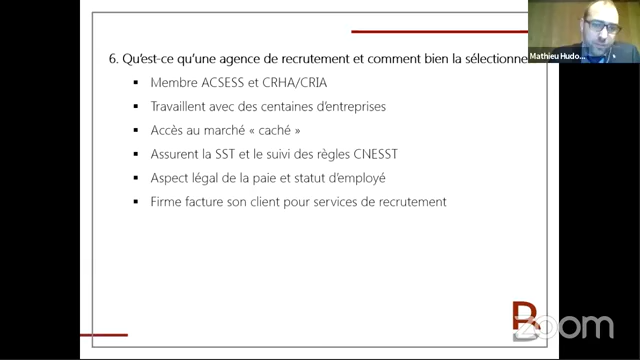 6. Qu'est-ce qu'une agence de recrutement et comment bien la sélectionne
Mathieu Hudo...
▪ Membre ACSESS et CRHA/CRIA
▪ Travaillent avec des centaines d'entreprises
▪ Accès au marché « caché »
▪ Assurent la SST et le suivi des règles CNESST
▪ Aspect légal de la paie et statut d'employé
▪ Firme facture son client pour services de recrutement
zoom